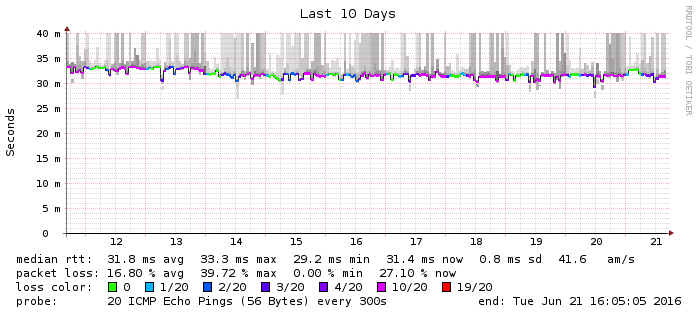 Last 10 Days
RRDTOOL / TOBI OETIKER
Seconds
40 m
35 m
30 m
25 m
20 m
15 m
10 m
5 m
0
12 13 14 15 16 17 18 19 20 21
median rtt: 31.8 ms avg 33.3 ms max 29.2 ms min 31.4 ms now 0.8 ms sd 41.6 am/s
packet loss: 16.80 % avg 39.72 % max 0.00 % min 27.10 % now
loss color: 0 1/20 2/20 3/20 4/20 10/20 19/20
probe: 20 ICMP Echo Pings (56 Bytes) every 300s end: Tue Jun 21 16:05:05 2016